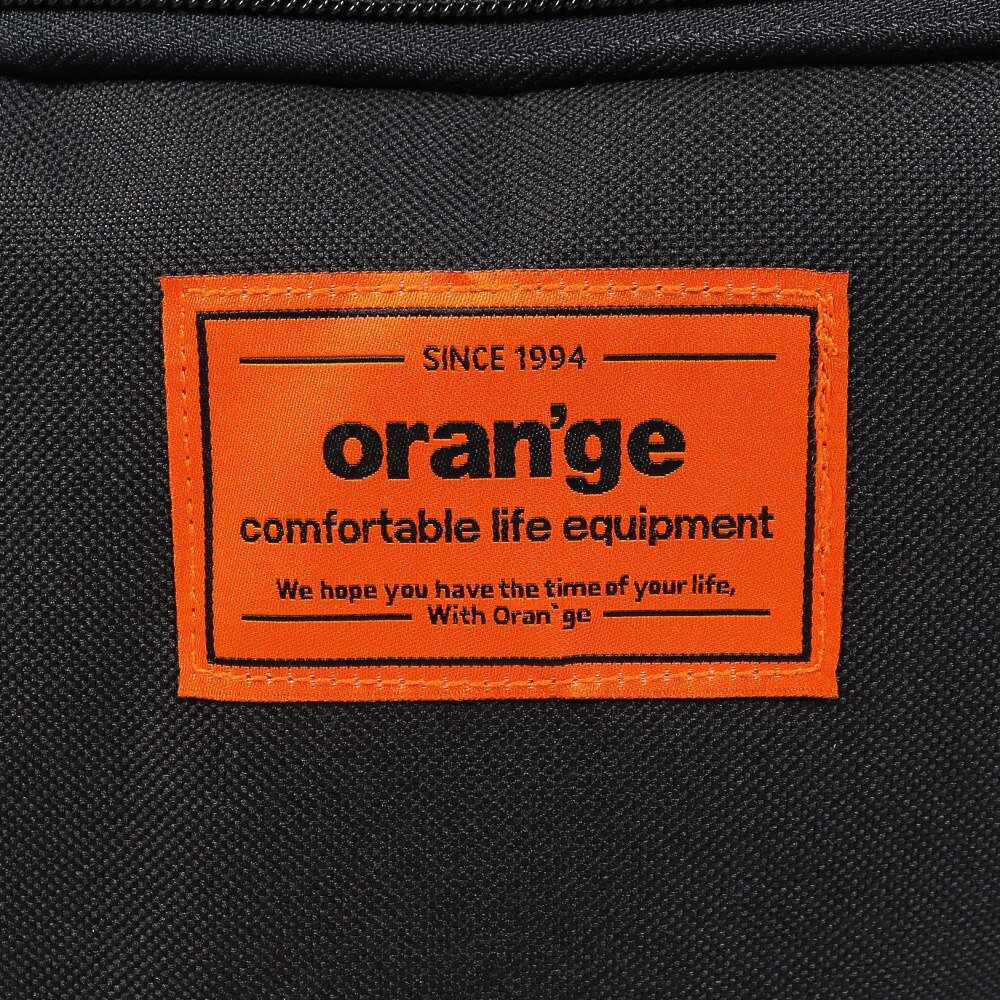 SINCE 1994
oran'ge
comfortable life equipment
We hope you have the time of your life,
With Oran`ge